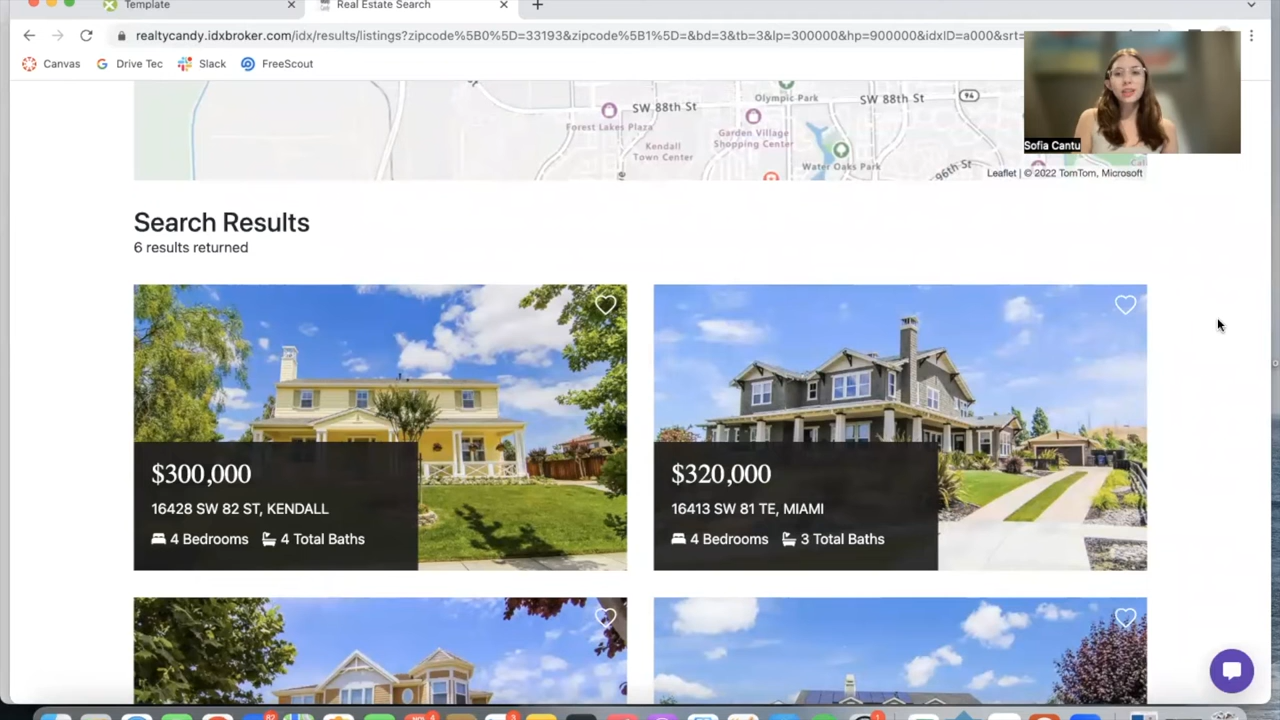 Template
Real Estate Search
realtycandy.idxbroker.com/idx/results/listings?zipcode%5B0%5D=33193&zipcode%5B1%5D=&bd=3&tb=3&lp=300000&hp=900000&idxID=a000&srt=
Canvas
Drive Tec
Slack
FreeScout
SW 88th St
Olympic Park
SW 88th St
94
Forest Lakes Plaza
Garden Village
Shopping Center
Kendall
Town Center
Water Oaks Park
96th St
Sofia Cantu
Leaflet | © 2022 TomTom, Microsoft
Search Results
6 results returned
$300,000
16428 SW 82 ST, KENDALL
4 Bedrooms 4 Total Baths
$320,000
16413 SW 81 TE, MIAMI
4 Bedrooms 3 Total Baths